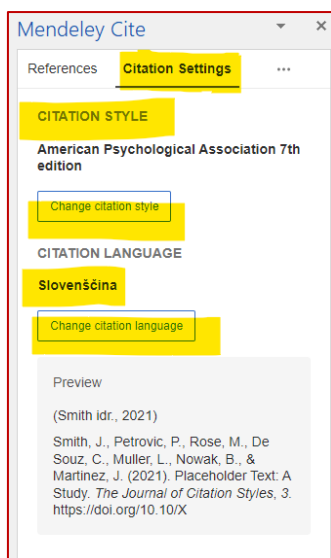 Mendeley Cite
References Citation Settings ...
CITATION STYLE
American Psychological Association 7th
edition
Change citation style
CITATION LANGUAGE
Slovenščina
Change citation language
Preview
(Smith idr., 2021)
Smith, J., Petrovic, P., Rose, M., De
Souz, C., Muller, L., Nowak, B., &
Martinez, J. (2021). Placeholder Text: A
Study. The Journal of Citation Styles, 3.
https://doi.org/10.10/X